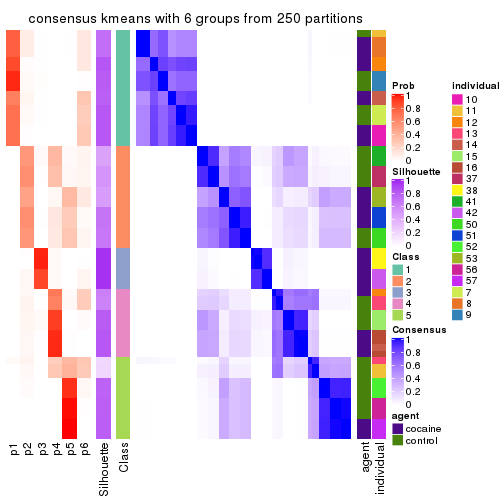 consensus kmeans with 6 groups from 250 partitions
p1
p2
p3
p4
p5
p6
Silhouette
Class
agent
individual
Prob
1
0.8
0.6
0.4
0.2
0
Silhouette
1
0.8
0.6
0.4
0.2
0
Class
1
2
3
4
5
Consensus
1
0.8
0.6
0.4
0.2
0
agent
cocaine
control
individual
10
11
12
13
14
15
16
37
38
41
42
50
51
52
53
56
57
7
8
9